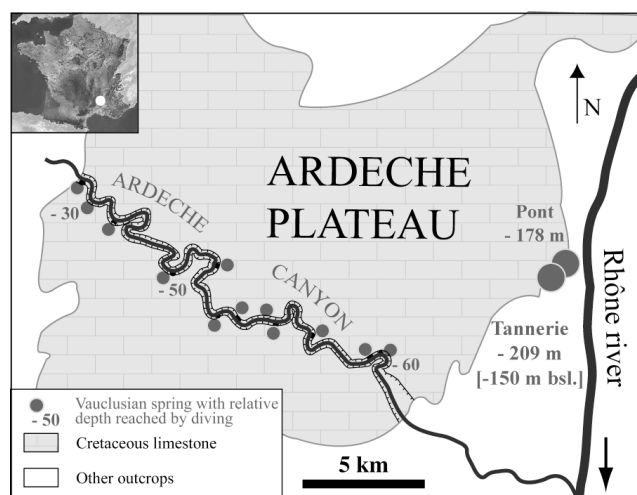 ARDECHE
PLATEAU
N
ARDECHE
CANYON
- 30
- 50
- 60
Pont
- 178 m
Tannerie
- 209 m
[-150 m bsl.]
Rhône river
Vauclusian spring with relative
depth reached by diving
- 50
Cretaceous limestone
Other outcrops
5 km